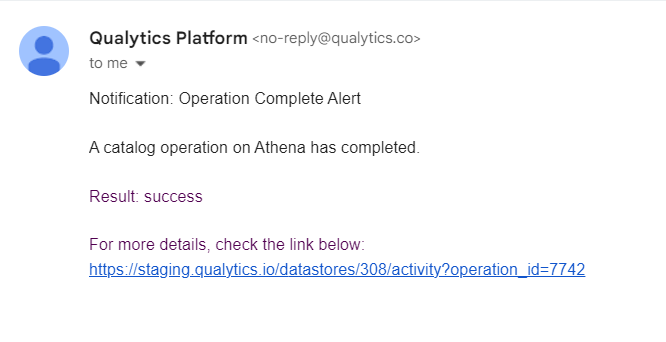 Qualytics Platform <no-reply@qualytics.co>
to me
Notification: Operation Complete Alert
A catalog operation on Athena has completed.
Result: success
For more details, check the link below:
https://staging.qualytics.io/datastores/308/activity?operation_id=7742